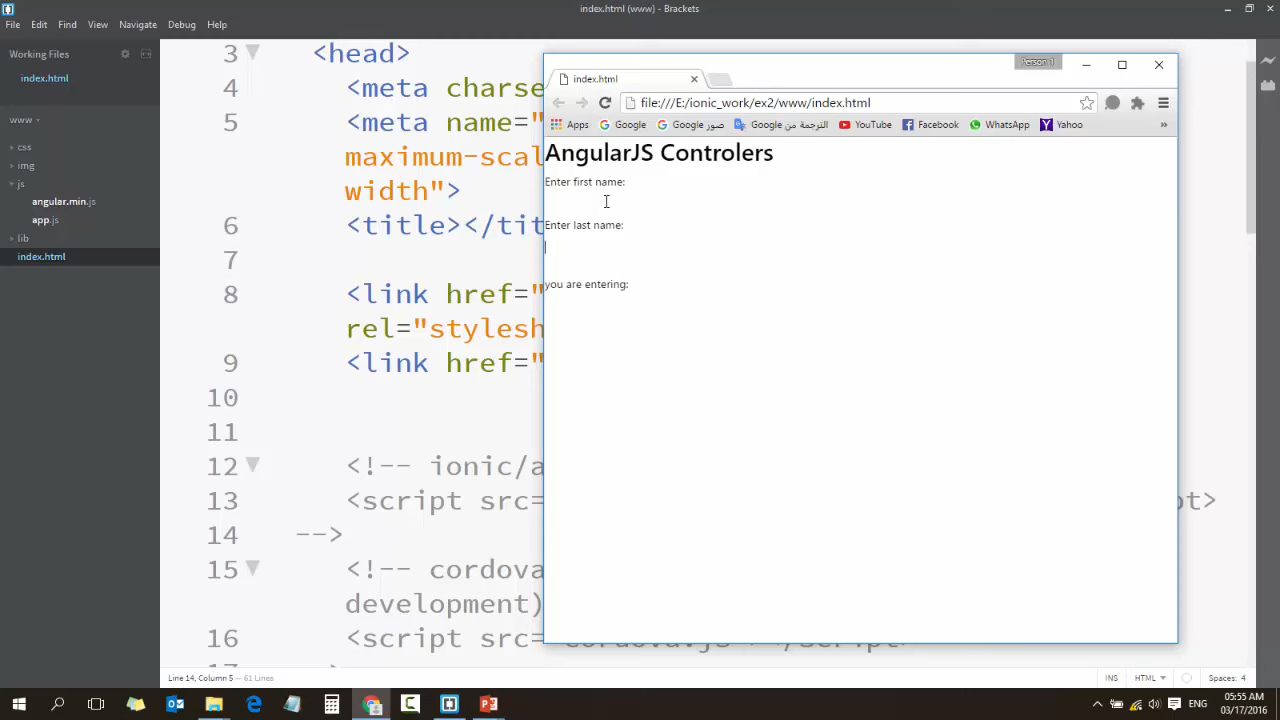 index.html (www) - Brackets
File Edit Find View Navigate Debug Help
Working Files
index.html
www
css
img
js
angular.min.js
app.js
lib
index.html
3 <head>
4 <meta charse
5 <meta name="
maximum-scal
width">
6 <title></tit
7
8 <link href="
rel="stylesh
9 <link href="
10
11
12 <!-- ionic/a
13 <script src= pt>
14 -->
15 <!-- cordova
development)
16 <script src=
Person 1
index.html
file:///E:/ionic_work/ex2/www/index.html
Apps Google Google صور Google الترجمة من YouTube Facebook WhatsApp Yahoo »
AngularJS Controlers
Enter first name:
Enter last name:
you are entering:
Line 14, Column 5 — 61 Lines
INS HTML Spaces: 4
ENG
05:55 AM
03/17/2016